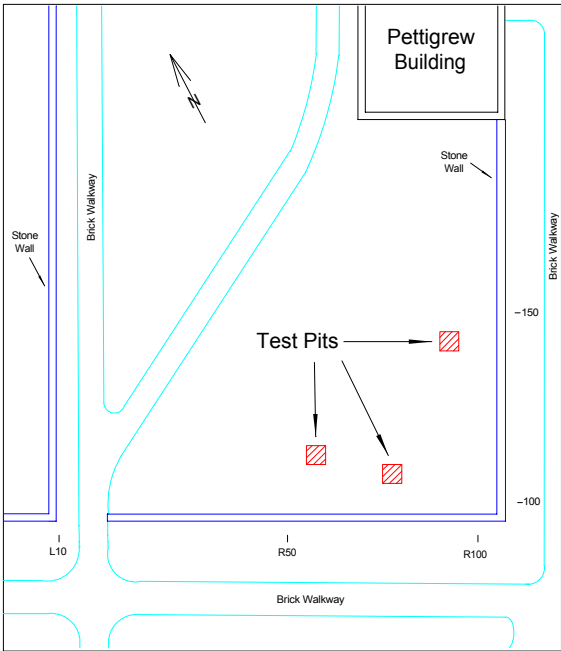 Pettigrew
Building
N
Stone
Wall
Brick Walkway
Stone
Wall
Brick Walkway
–150
Test Pits
–100
L10
R50
R100
Brick Walkway